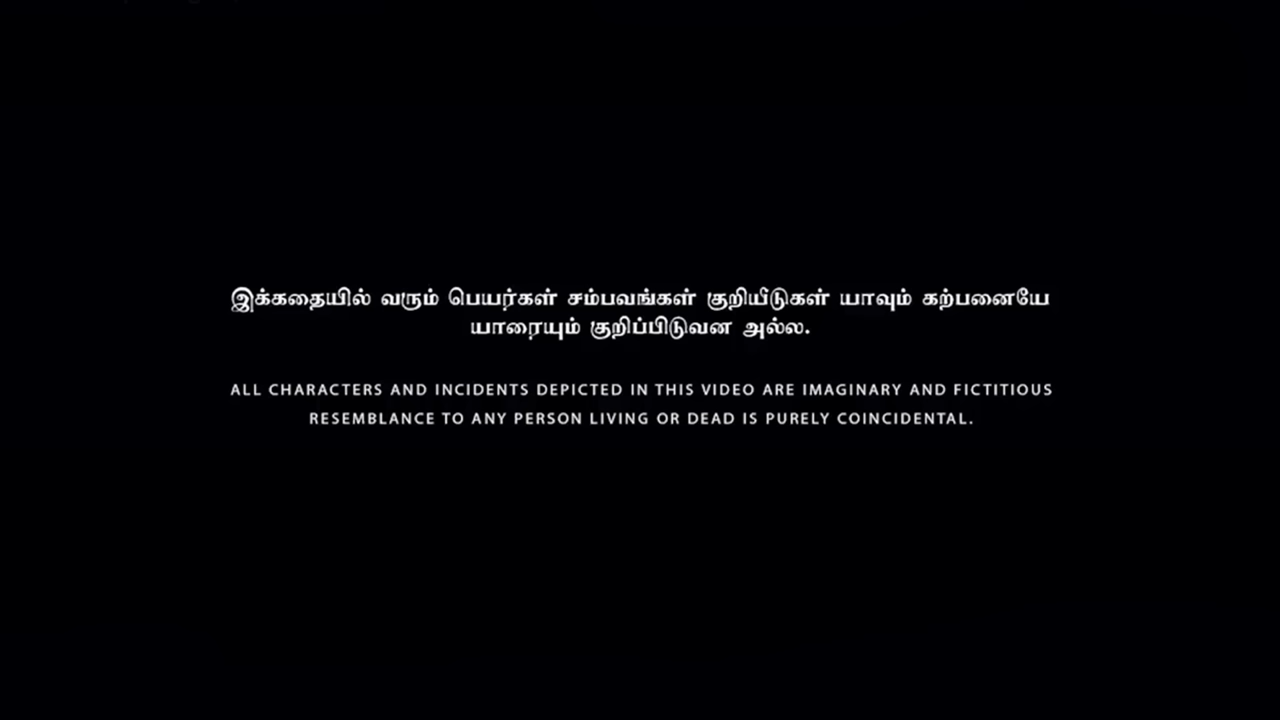 இக்கதையில் வரும் பெயர்கள் சம்பவங்கள் குறியீடுகள் யாவும் கற்பனையே
யாரையும் குறிப்பிடுவன அல்ல.
ALL CHARACTERS AND INCIDENTS DEPICTED IN THIS VIDEO ARE IMAGINARY AND FICTITIOUS
RESEMBLANCE TO ANY PERSON LIVING OR DEAD IS PURELY COINCIDENTAL.